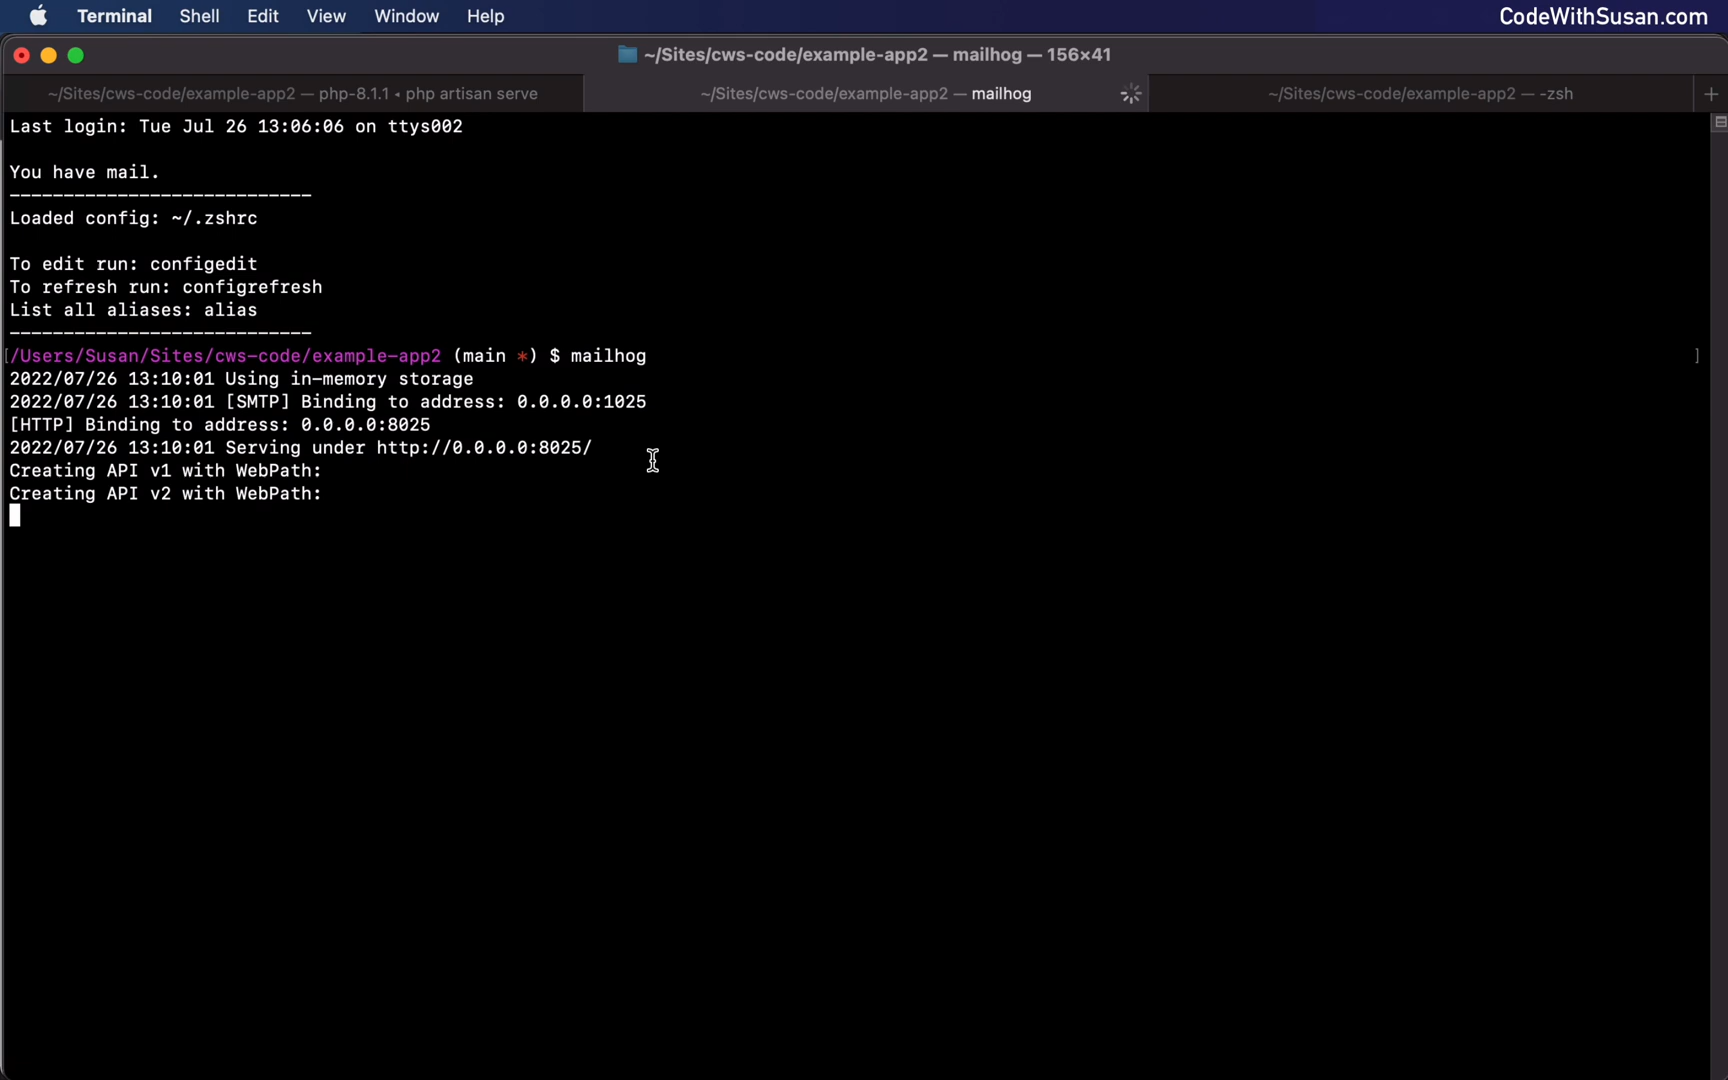 Terminal Shell Edit View Window Help CodeWithSusan.com
~/Sites/cws-code/example-app2 — mailhog — 156×41
~/Sites/cws-code/example-app2 — php-8.1.1 ◂ php artisan serve ~/Sites/cws-code/example-app2 — mailhog ~/Sites/cws-code/example-app2 — -zsh +
Last login: Tue Jul 26 13:06:06 on ttys002
You have mail.
----------------------------
Loaded config: ~/.zshrc
To edit run: configedit
To refresh run: configrefresh
List all aliases: alias
----------------------------
[/Users/Susan/Sites/cws-code/example-app2 (main *) $ mailhog ]
2022/07/26 13:10:01 Using in-memory storage
2022/07/26 13:10:01 [SMTP] Binding to address: 0.0.0.0:1025
[HTTP] Binding to address: 0.0.0.0:8025
2022/07/26 13:10:01 Serving under http://0.0.0.0:8025/
Creating API v1 with WebPath:
Creating API v2 with WebPath: